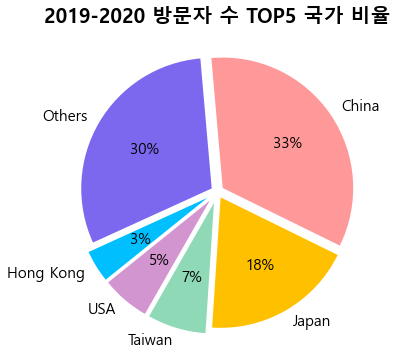 2019-2020 방문자 수 TOP5 국가 비율
China
33%
Others
30%
Hong Kong
3%
USA
5%
Taiwan
7%
Japan
18%